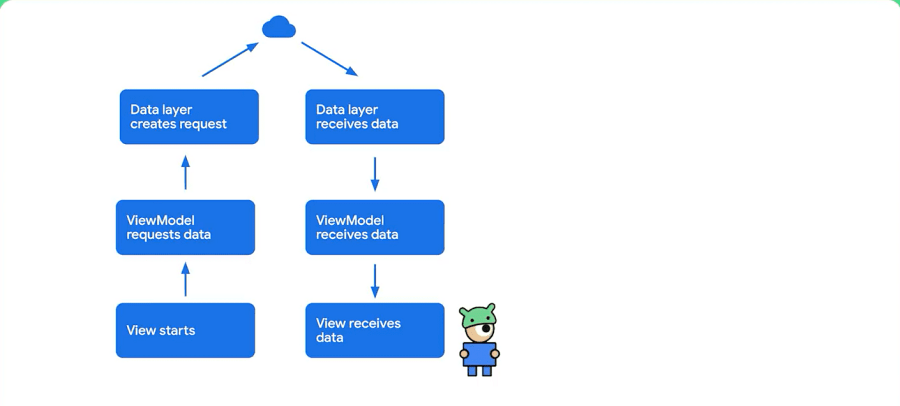 Data layer
creates request
Data layer
receives data
ViewModel
requests data
ViewModel
receives data
View starts
View receives
data